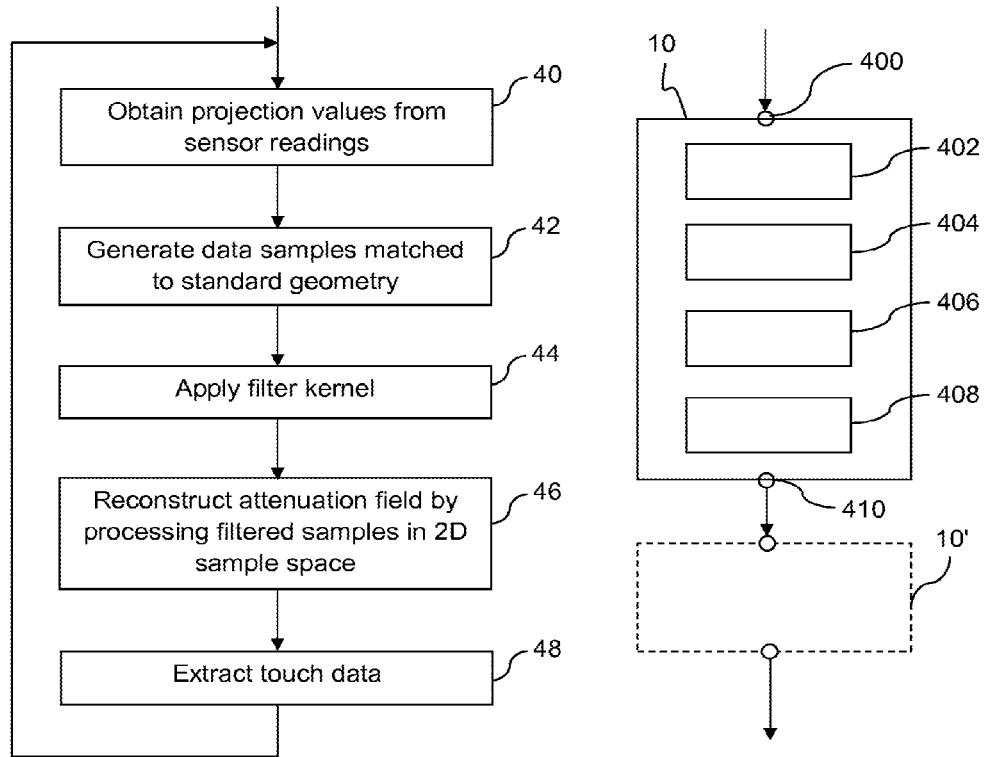 40
Obtain projection values from
sensor readings
42
Generate data samples matched
to standard geometry
44
Apply filter kernel
46
Reconstruct attenuation field by
processing filtered samples in 2D
sample space
48
Extract touch data
10
400
402
404
406
408
410
10'